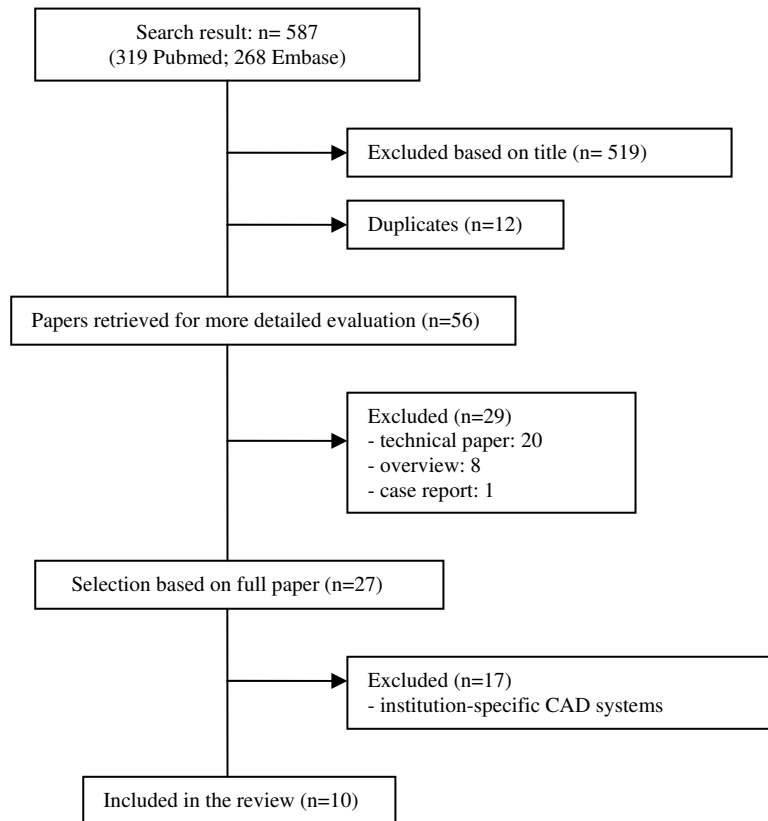 Search result: n= 587
(319 Pubmed; 268 Embase)
Excluded based on title (n= 519)
Duplicates (n=12)
Papers retrieved for more detailed evaluation (n=56)
Excluded (n=29)
- technical paper: 20
- overview: 8
- case report: 1
Selection based on full paper (n=27)
Excluded (n=17)
- institution-specific CAD systems
Included in the review (n=10)